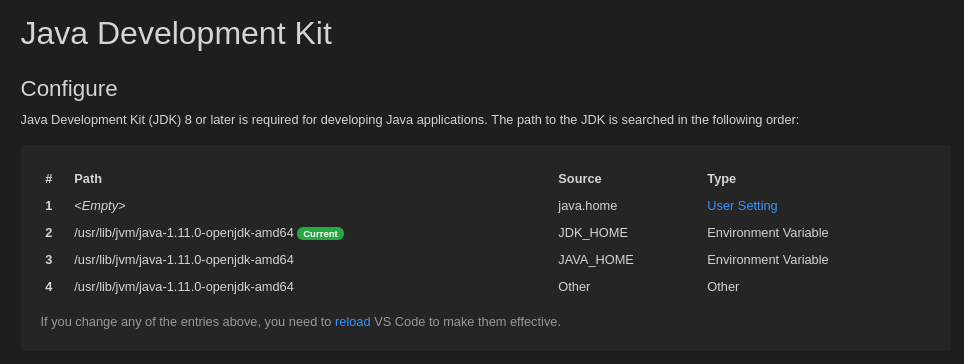 Java Development Kit
Configure
Java Development Kit (JDK) 8 or later is required for developing Java applications. The path to the JDK is searched in the following order:
# Path Source Type
1 <Empty> java.home User Setting
2 /usr/lib/jvm/java-1.11.0-openjdk-amd64 Current JDK_HOME Environment Variable
3 /usr/lib/jvm/java-1.11.0-openjdk-amd64 JAVA_HOME Environment Variable
4 /usr/lib/jvm/java-1.11.0-openjdk-amd64 Other Other
If you change any of the entries above, you need to reload VS Code to make them effective.